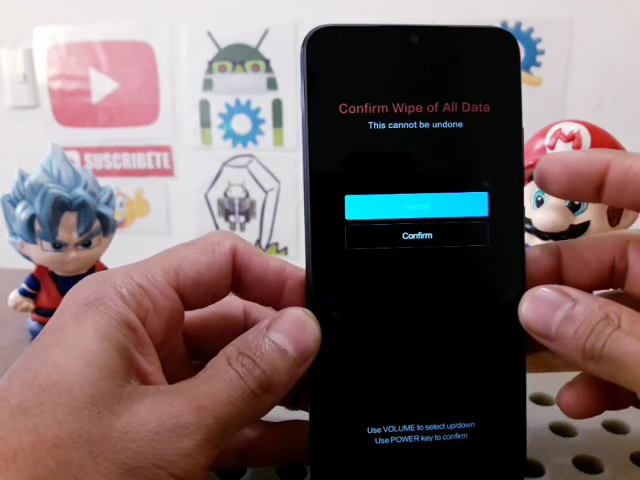 Confirm Wipe of All Data
This cannot be undone
SUSCRIBETE
Cancel
Confirm
M
Use VOLUME to select up/down
Use POWER key to confirm